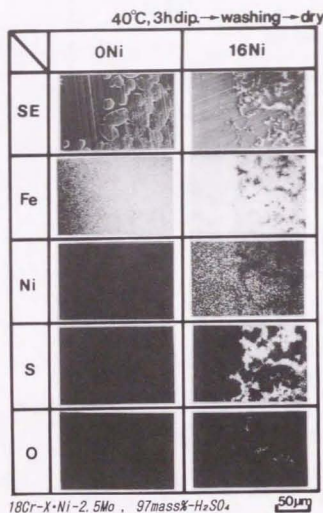 40℃, 3h dip.→washing→dry
0Ni 16Ni
SE
Fe
Ni
S
O
18Cr-X•Ni-2.5Mo , 97mass%-H₂SO₄ 50μm